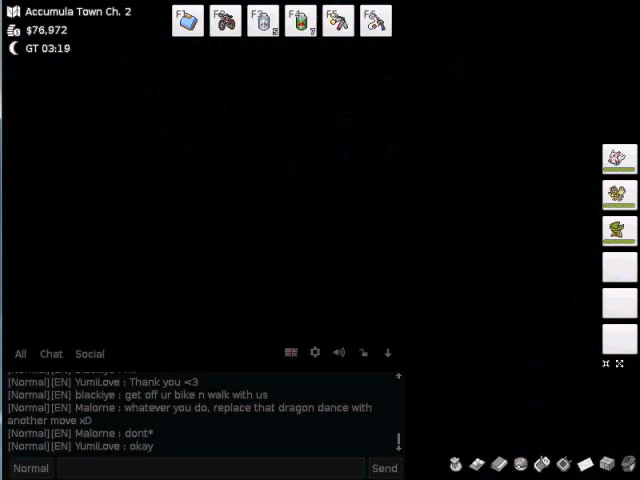 Accumula Town Ch. 2
$76,972
GT 03:19
F1 F2 F3 F4 F5 F6
All Chat Social
[Normal][EN] YumiLove : Thank you <3
[Normal][EN] blackiye : get off ur bike n walk with us
[Normal][EN] Malorne : whatever you do, replace that dragon dance with
another move xD
[Normal][EN] Malorne : dont*
[Normal][EN] YumiLove : okay
Normal Send